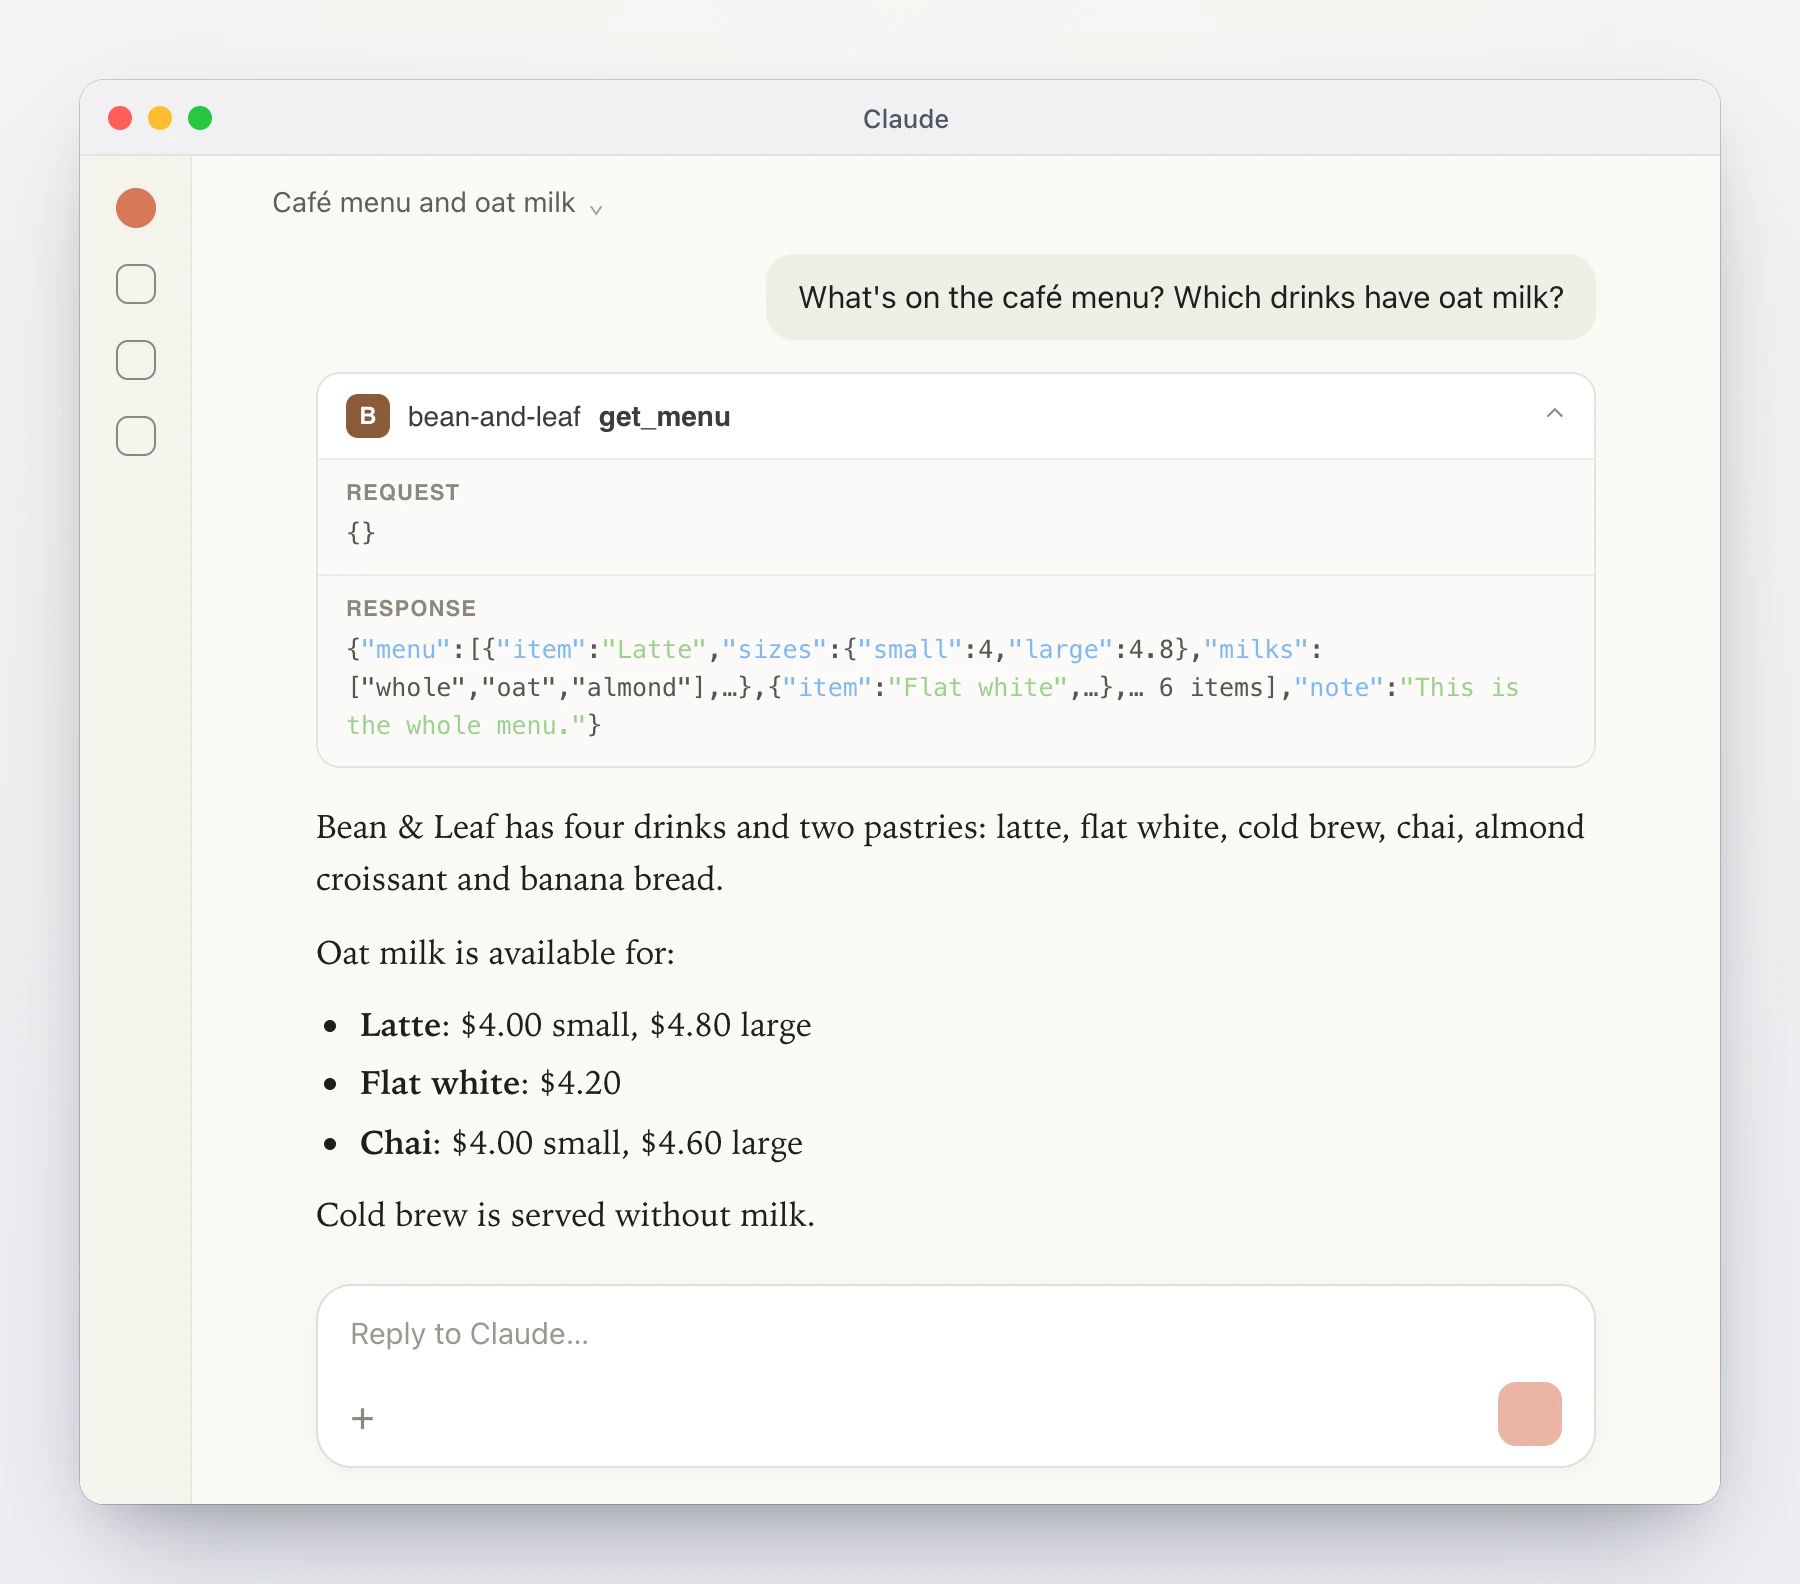 Claude
Café menu and oat milk
What's on the café menu? Which drinks have oat milk?
B bean-and-leaf get_menu
REQUEST
{}
RESPONSE
{"menu":[{"item":"Latte","sizes":{"small":4,"large":4.8},"milks":
["whole","oat","almond"],…},{"item":"Flat white",…},… 6 items],"note":"This is
the whole menu."}
Bean & Leaf has four drinks and two pastries: latte, flat white, cold brew, chai, almond
croissant and banana bread.
Oat milk is available for:
• Latte: $4.00 small, $4.80 large
• Flat white: $4.20
• Chai: $4.00 small, $4.60 large
Cold brew is served without milk.
Reply to Claude...
+